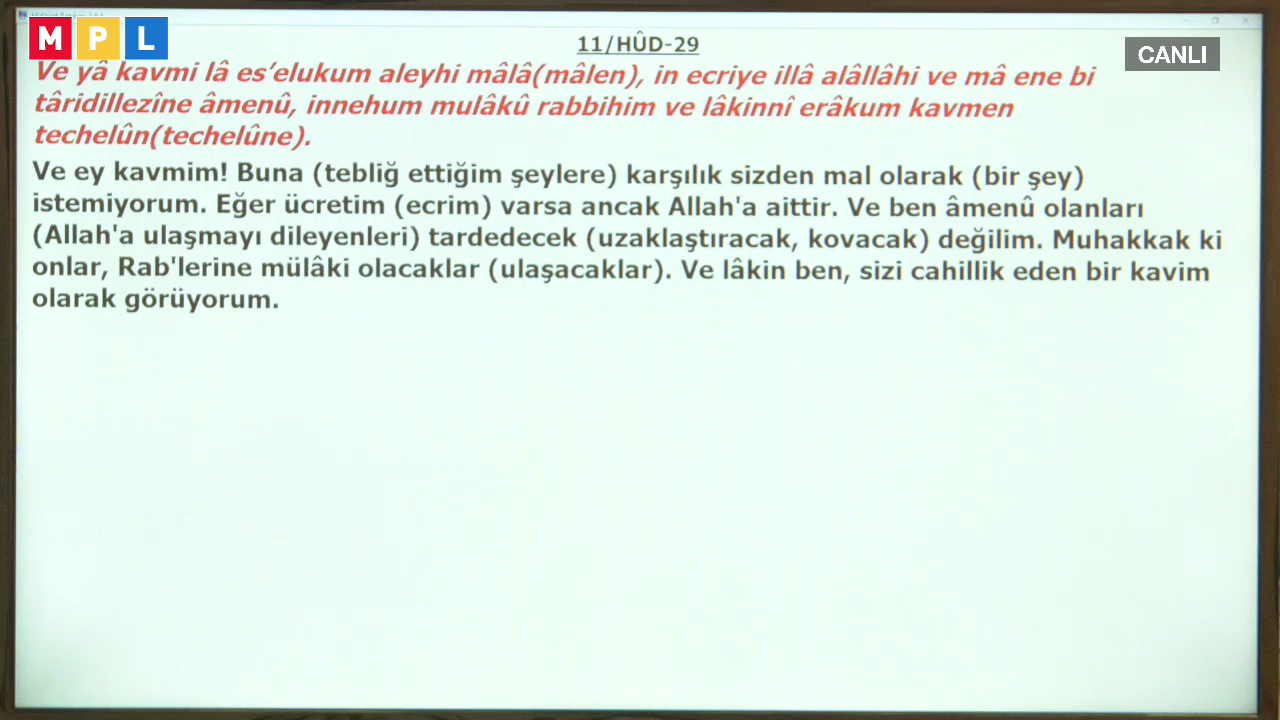 MPL
11/HÛD-29
CANLI
Ve yâ kavmi lâ es’elukum aleyhi mâlâ(mâlen), in ecriye illâ alâllâhi ve mâ ene bi
târidillezîne âmenû, innehum mulâkû rabbihim ve lâkinnî erâkum kavmen
techelûn(techelûne).
Ve ey kavmim! Buna (tebliğ ettiğim şeylere) karşılık sizden mal olarak (bir şey)
istemiyorum. Eğer ücretim (ecrim) varsa ancak Allah'a aittir. Ve ben âmenû olanları
(Allah'a ulaşmayı dileyenleri) tardedecek (uzaklaştıracak, kovacak) değilim. Muhakkak ki
onlar, Rab'lerine mülâki olacaklar (ulaşacaklar). Ve lâkin ben, sizi cahillik eden bir kavim
olarak görüyorum.